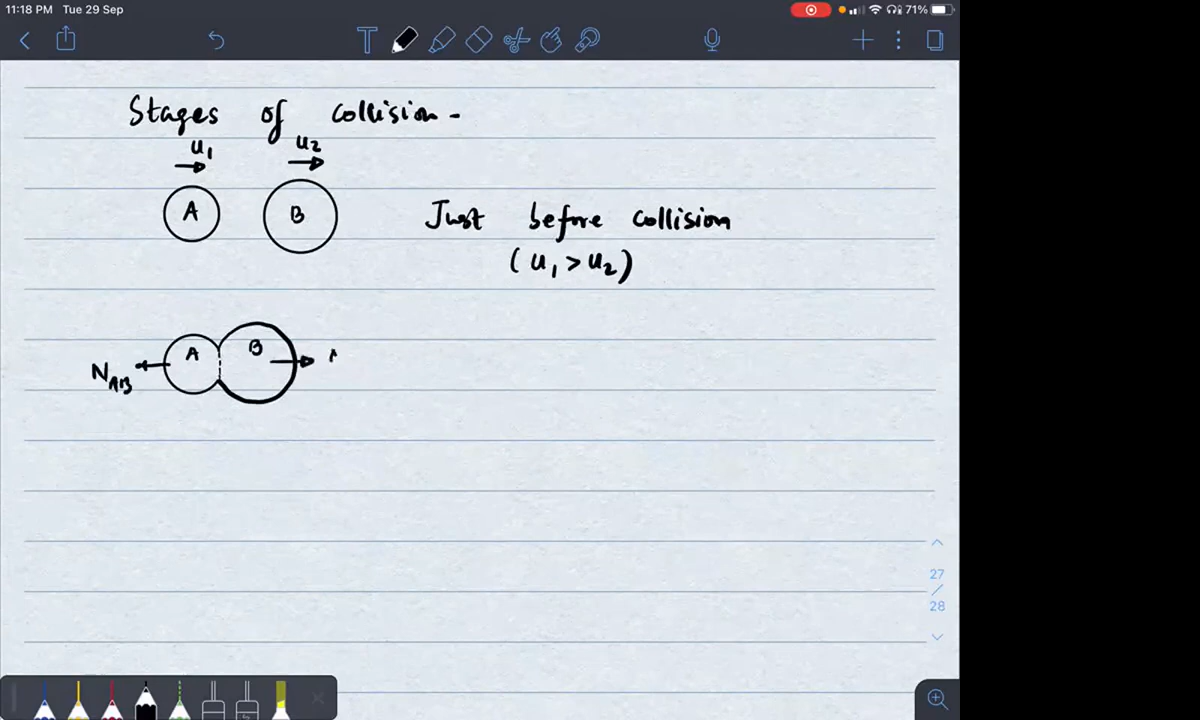 11:18 PM Tue 29 Sep
71%
Stages of collision -
u1 u2
A B
Just before collision
(u1 > u2)
A B
NAB
27
/
28